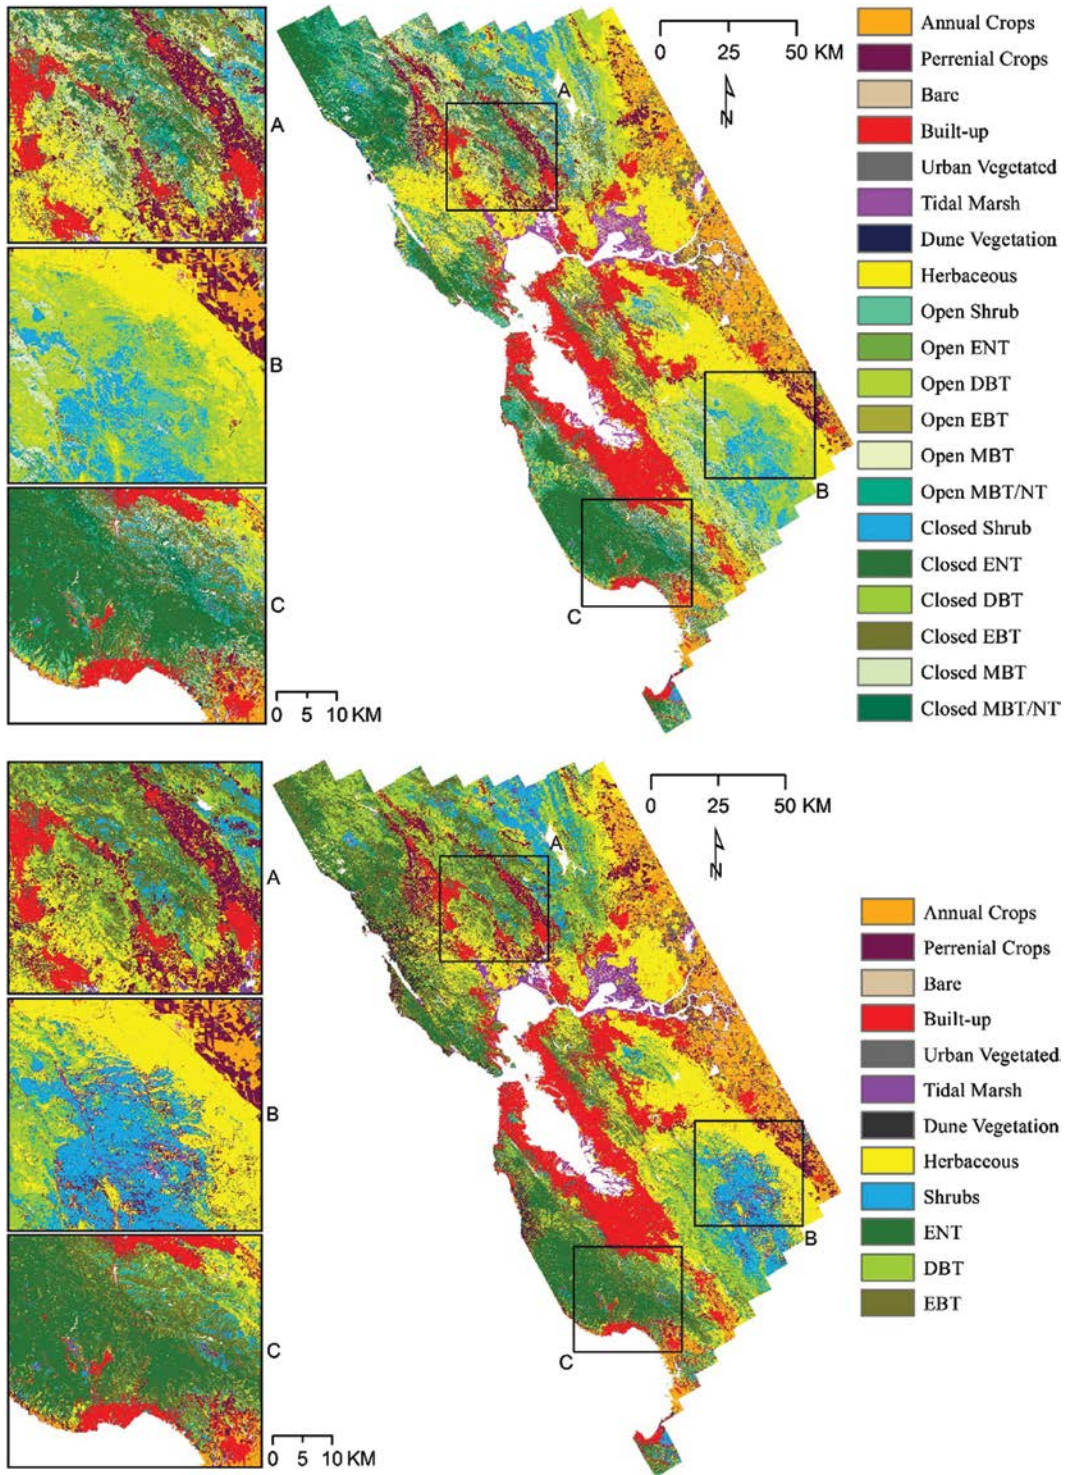 A
B
C
0 5 10 KM
A
B
C
0 25 50 KM
N
Annual Crops
Perrenial Crops
Bare
Built-up
Urban Vegetated
Tidal Marsh
Dune Vegetation
Herbaceous
Open Shrub
Open ENT
Open DBT
Open EBT
Open MBT
Open MBT/NT
Closed Shrub
Closed ENT
Closed DBT
Closed EBT
Closed MBT
Closed MBT/NT
A
B
C
0 5 10 KM
A
B
C
0 25 50 KM
N
Annual Crops
Perrenial Crops
Bare
Built-up
Urban Vegetated
Tidal Marsh
Dune Vegetation
Herbaceous
Shrubs
ENT
DBT
EBT